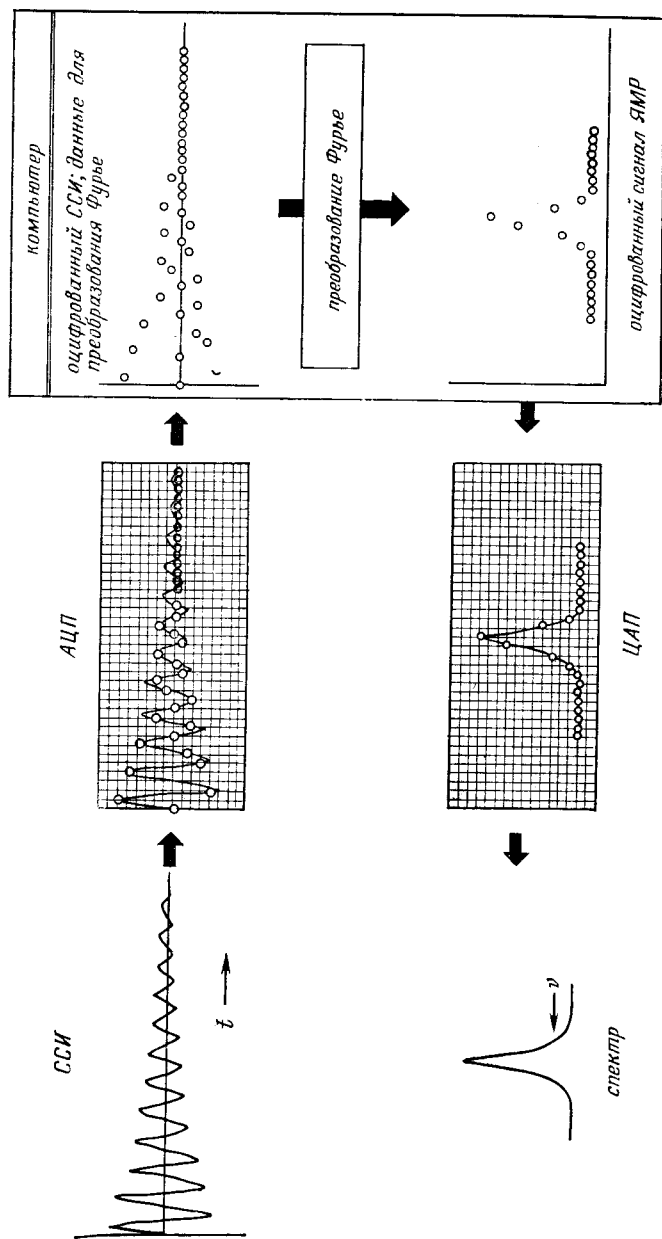 ССИ
t
АЦП
компьютер
оцифрованный ССИ; данные для
преобразования Фурье
преобразование Фурье
оцифрованный сигнал ЯМР
ЦАП
ν
спектр